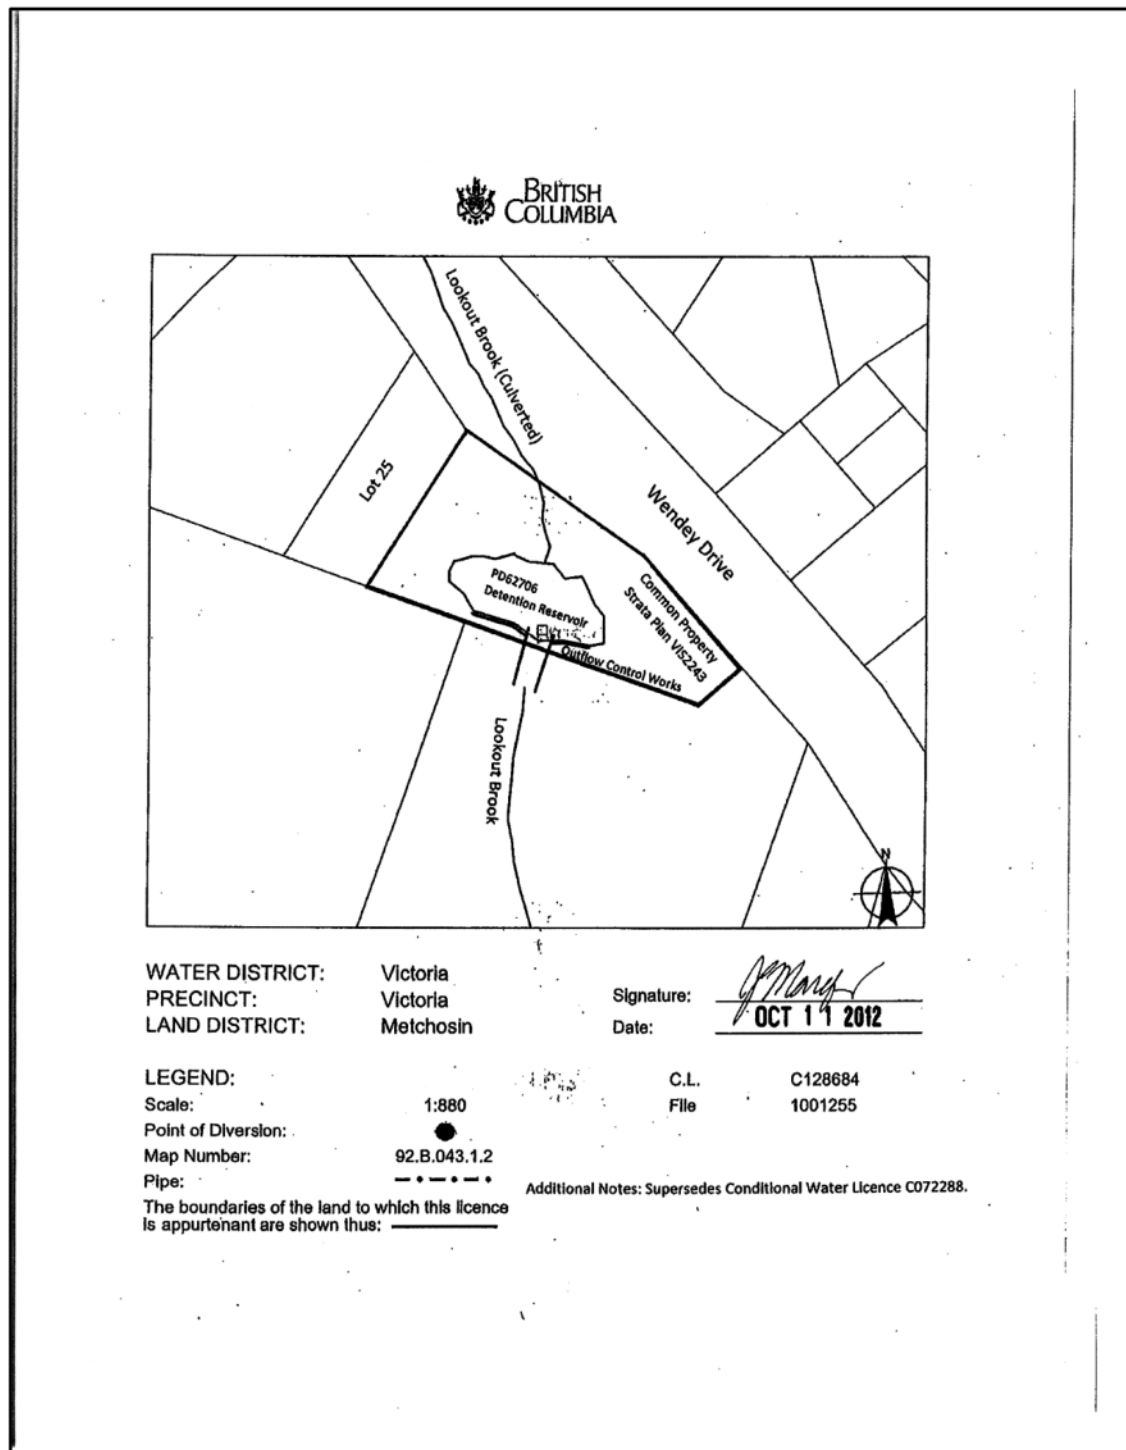 BRITISH
COLUMBIA
Lookout Brook (Culverted)
Lot 25
Wendey Drive
PD62706
Detention Reservoir
Common Property
Strata Plan VIS2243
Outflow Control Works
Lookout Brook
N
WATER DISTRICT: Victoria
PRECINCT: Victoria
LAND DISTRICT: Metchosin
Signature:
Date: OCT 11 2012
LEGEND:
Scale: 1:880
Point of Diversion:
Map Number: 92.B.043.1.2
Pipe:
The boundaries of the land to which this licence
is appurtenant are shown thus:
C.L. C128684
File 1001255
Additional Notes: Supersedes Conditional Water Licence C072288.